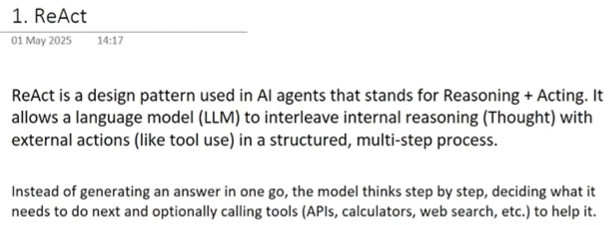 1. ReAct
01 May 2025 14:17
ReAct is a design pattern used in AI agents that stands for Reasoning + Acting. It
allows a language model (LLM) to interleave internal reasoning (Thought) with
external actions (like tool use) in a structured, multi-step process.
Instead of generating an answer in one go, the model thinks step by step, deciding what it
needs to do next and optionally calling tools (APIs, calculators, web search, etc.) to help it.